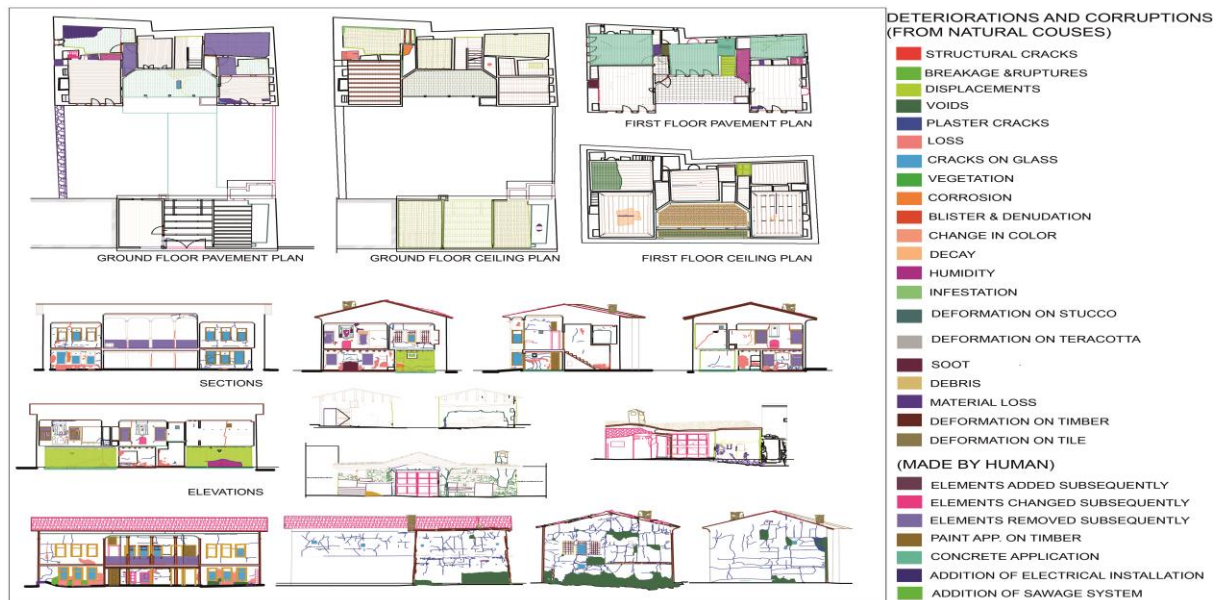 FIRST FLOOR PAVEMENT PLAN
GROUND FLOOR PAVEMENT PLAN
GROUND FLOOR CEILING PLAN
FIRST FLOOR CEILING PLAN
SECTIONS
ELEVATIONS
DETERIORATIONS AND CORRUPTIONS
(FROM NATURAL COUSES)
STRUCTURAL CRACKS
BREAKAGE &RUPTURES
DISPLACEMENTS
VOIDS
PLASTER CRACKS
LOSS
CRACKS ON GLASS
VEGETATION
CORROSION
BLISTER & DENUDATION
CHANGE IN COLOR
DECAY
HUMIDITY
INFESTATION
DEFORMATION ON STUCCO
DEFORMATION ON TERACOTTA
SOOT
DEBRIS
MATERIAL LOSS
DEFORMATION ON TIMBER
DEFORMATION ON TILE
(MADE BY HUMAN)
ELEMENTS ADDED SUBSEQUENTLY
ELEMENTS CHANGED SUBSEQUENTLY
ELEMENTS REMOVED SUBSEQUENTLY
PAINT APP. ON TIMBER
CONCRETE APPLICATION
ADDITION OF ELECTRICAL INSTALLATION
ADDITION OF SAWAGE SYSTEM